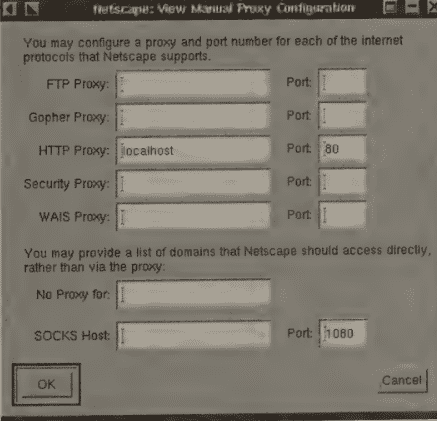 Netscape: View Manual Proxy Configuration
You may configure a proxy and port number for each of the internet
protocols that Netscape supports.
FTP Proxy: Port:
Gopher Proxy: Port:
HTTP Proxy: localhost Port: 80
Security Proxy: Port:
WAIS Proxy: Port:
You may provide a list of domains that Netscape should access directly,
rather than via the proxy:
No Proxy for:
SOCKS Host: Port: 1080
OK Cancel